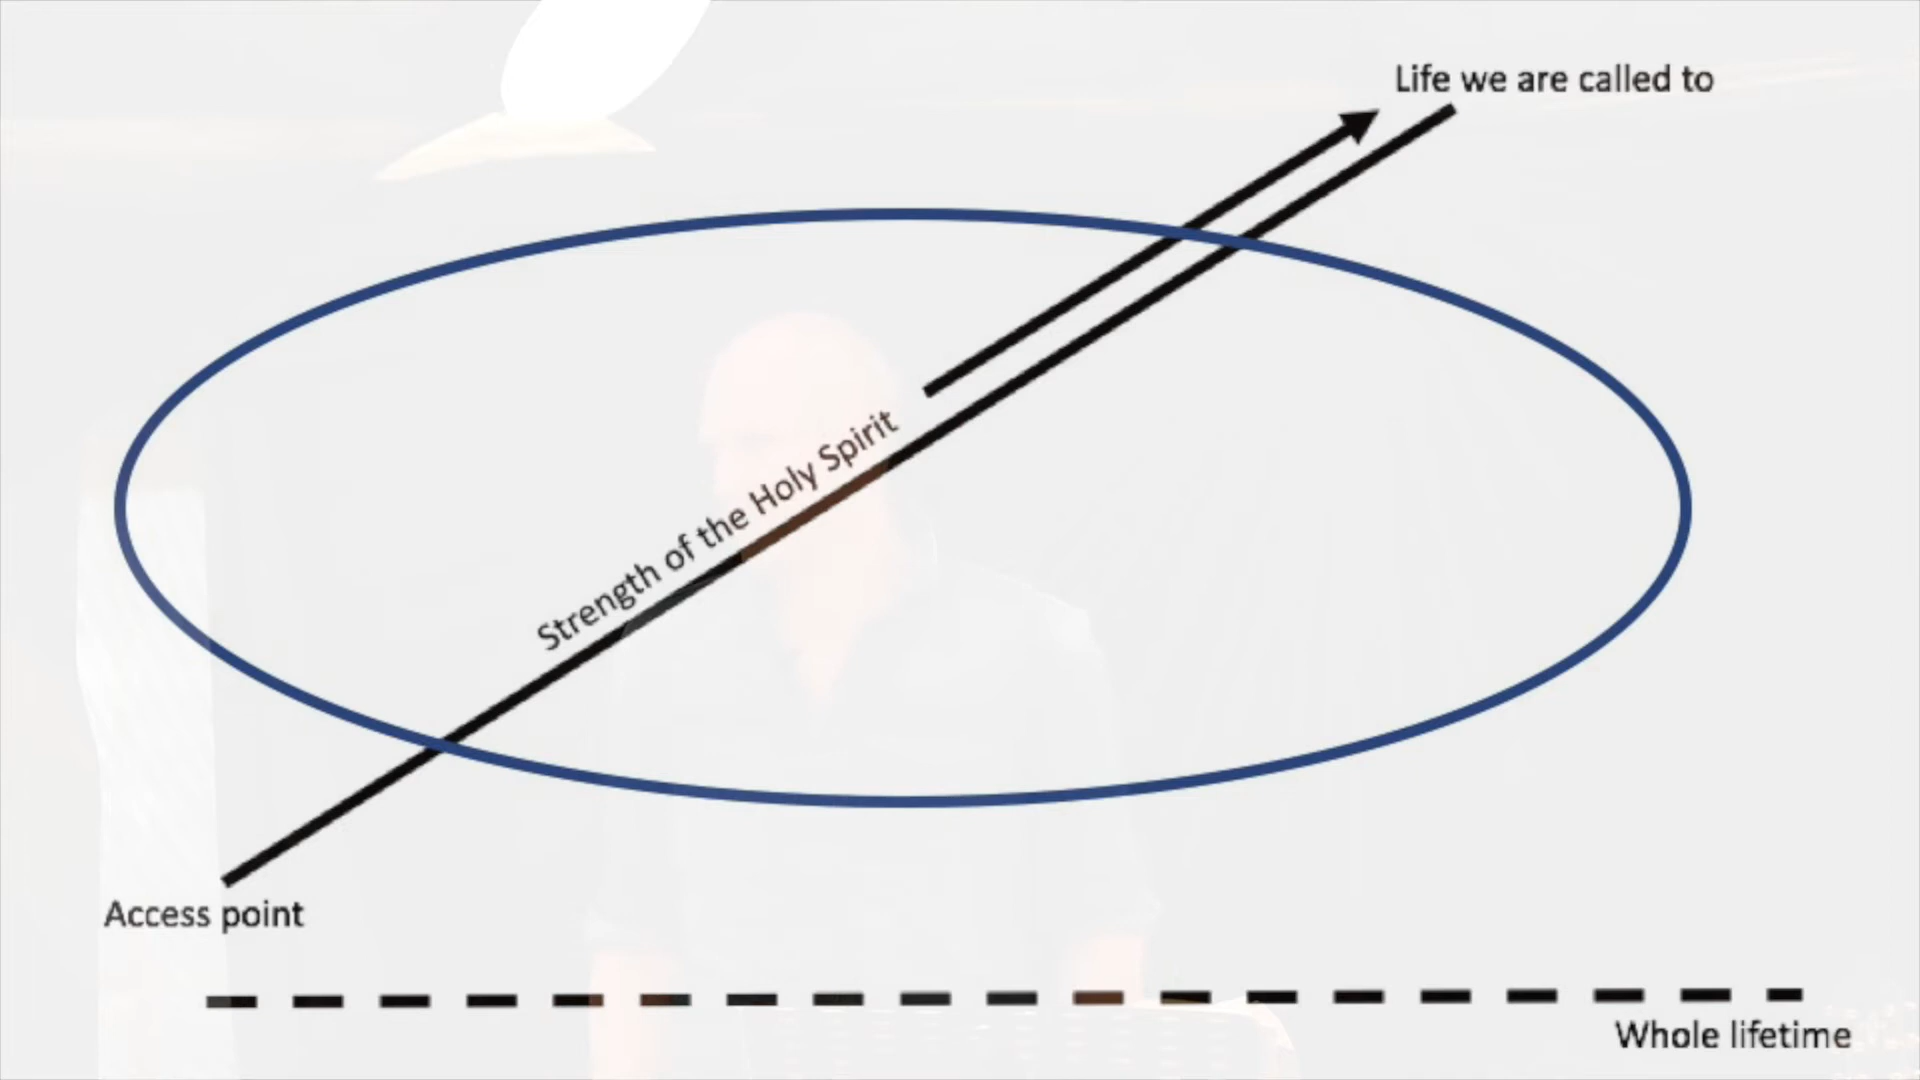 Life we are called to
Strength of the Holy Spirit
Access point
Whole lifetime